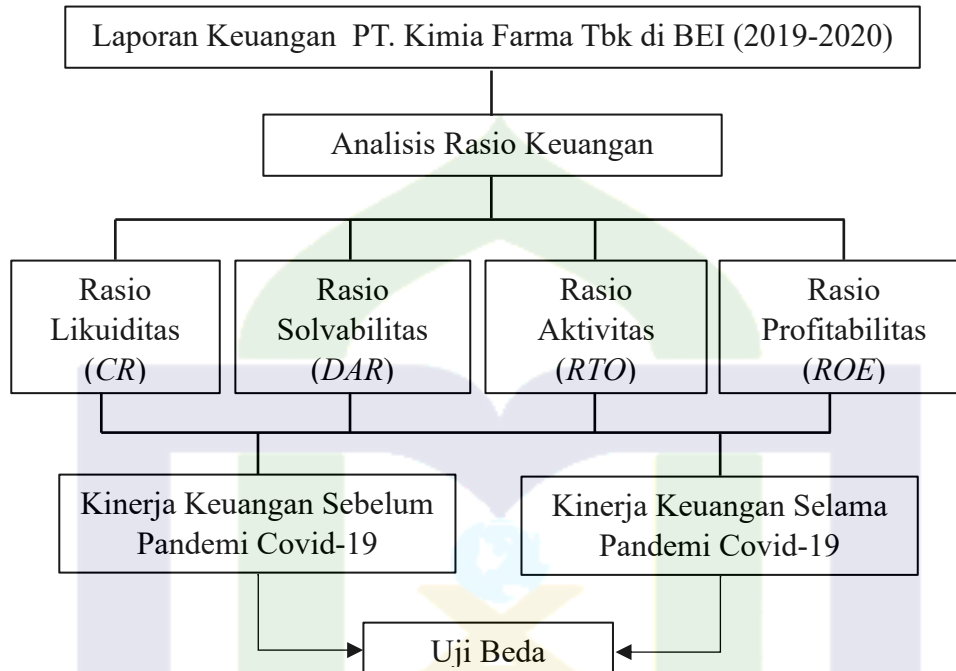 Laporan Keuangan PT. Kimia Farma Tbk di BEI (2019-2020)
Analisis Rasio Keuangan
Rasio
Likuiditas
(CR)
Rasio
Solvabilitas
(DAR)
Rasio
Aktivitas
(RTO)
Rasio
Profitabilitas
(ROE)
Kinerja Keuangan Sebelum
Pandemi Covid-19
Kinerja Keuangan Selama
Pandemi Covid-19
Uji Beda